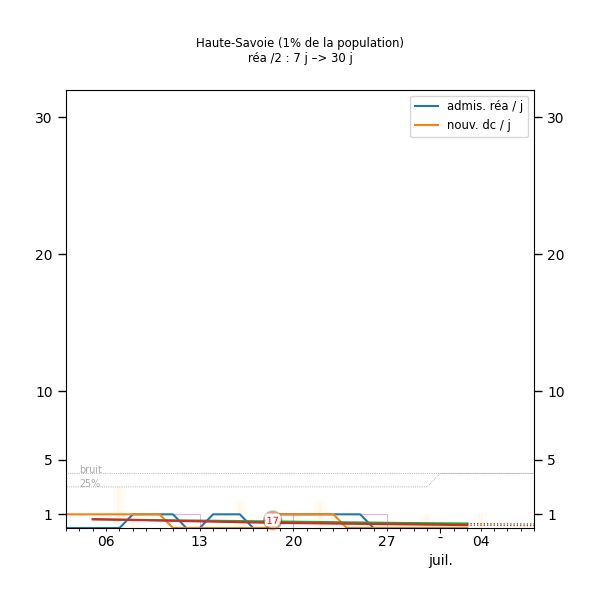 Haute-Savoie (1% de la population)
réa /2 : 7 j –> 30 j
admis. réa / j
nouv. dc / j
30 30
20 20
10 10
5 5
bruit
25%
1 1
17
06 13 20 27 - 04
juil.